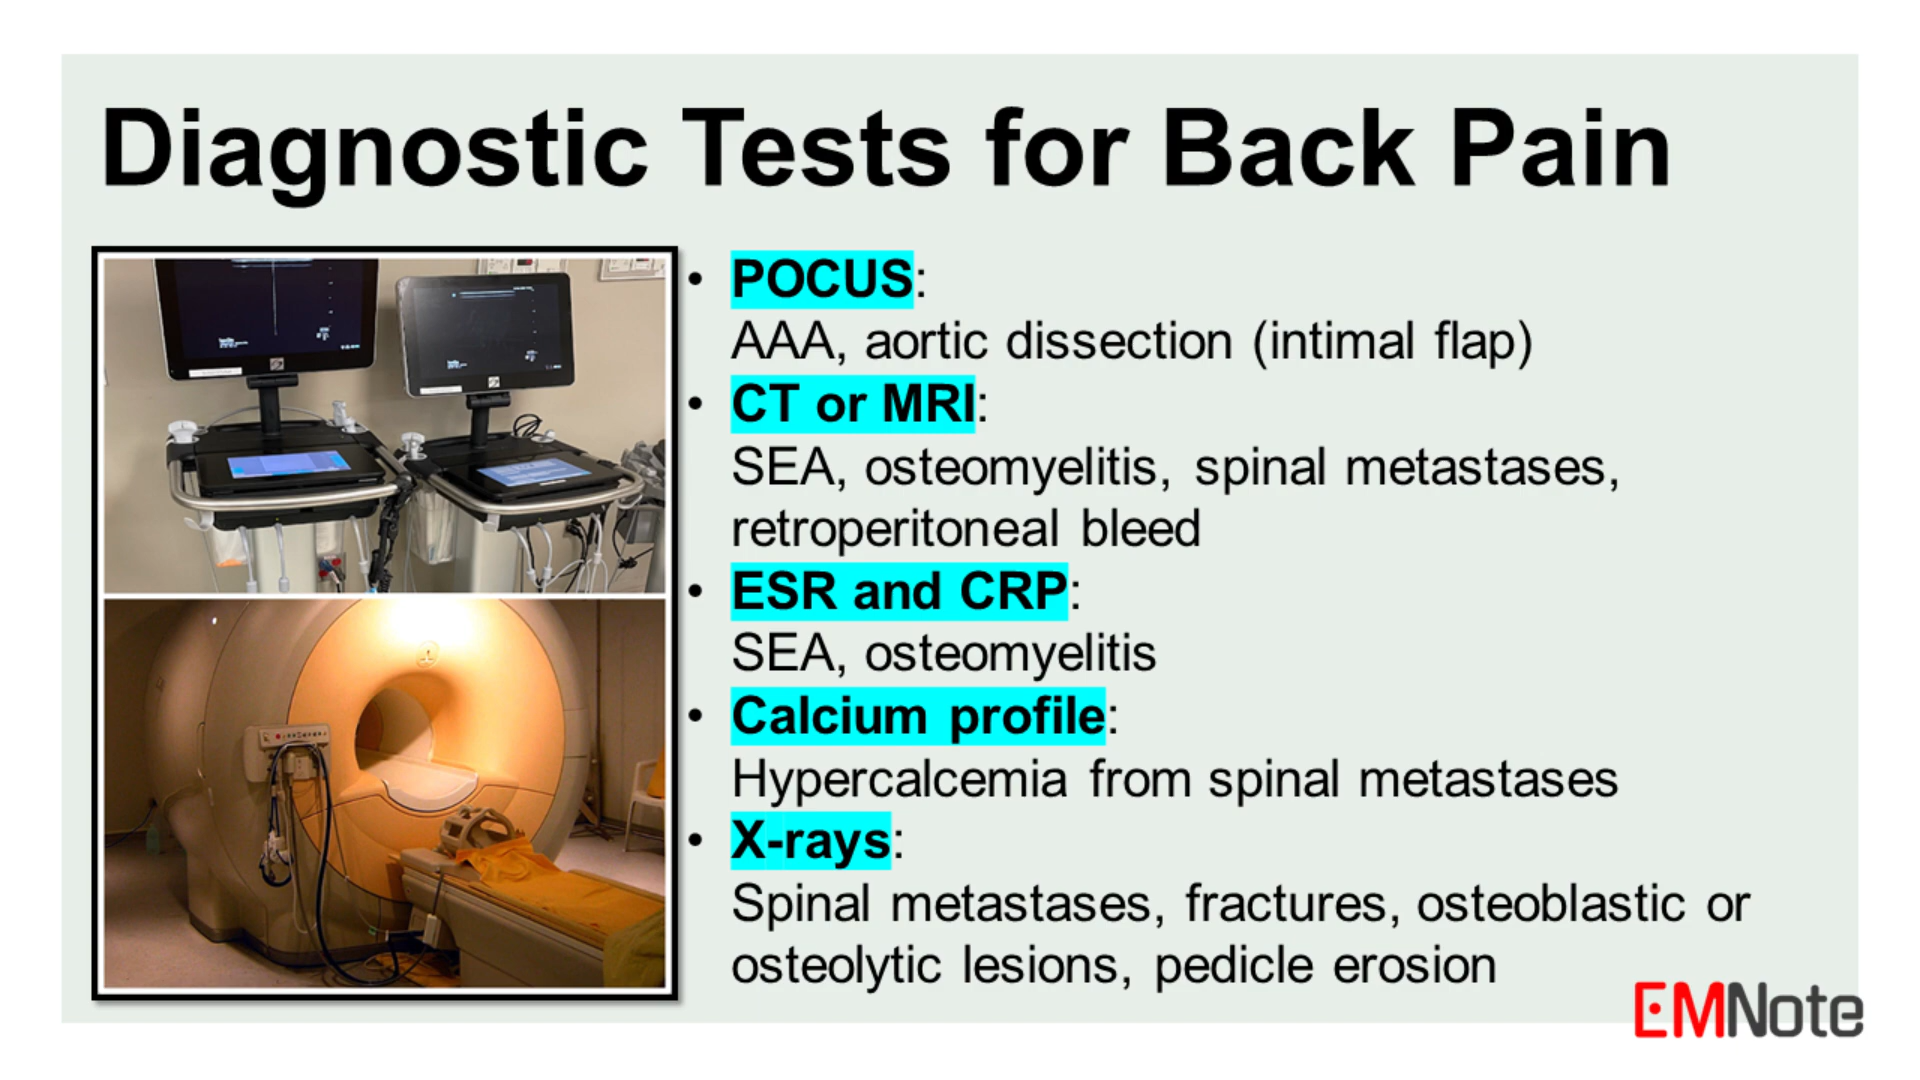 Diagnostic Tests for Back Pain
• POCUS:
AAA, aortic dissection (intimal flap)
• CT or MRI:
SEA, osteomyelitis, spinal metastases,
retroperitoneal bleed
• ESR and CRP:
SEA, osteomyelitis
• Calcium profile:
Hypercalcemia from spinal metastases
• X-rays:
Spinal metastases, fractures, osteoblastic or
osteolytic lesions, pedicle erosion
EMNote